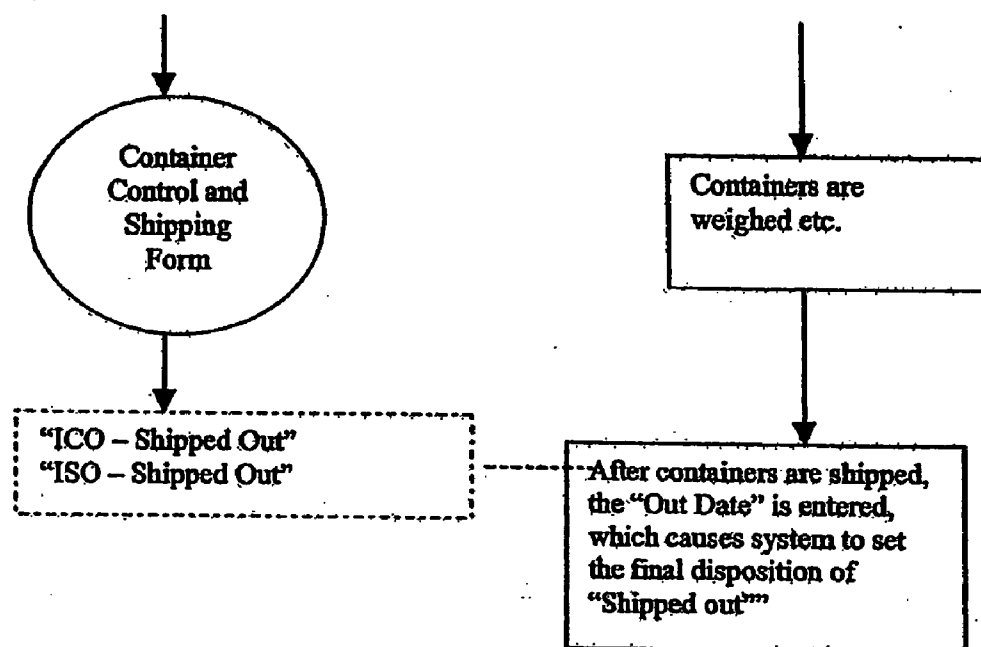 Container
Control and
Shipping
Form
Containers are
weighed etc.
“ICO – Shipped Out”
“ISO – Shipped Out”
After containers are shipped,
the “Out Date” is entered,
which causes system to set
the final disposition of
“Shipped out””